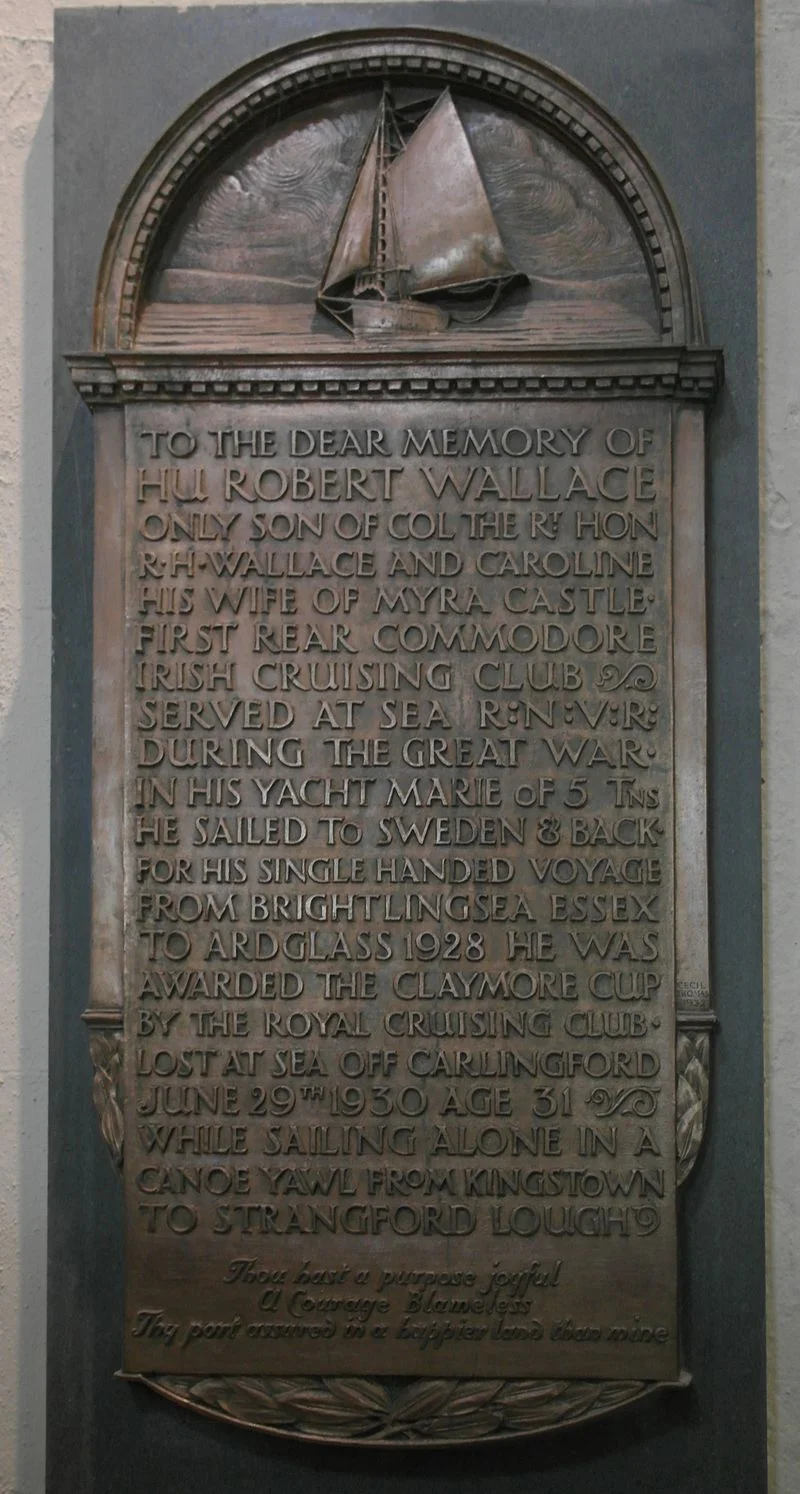 TO THE DEAR MEMORY OF
HU ROBERT WALLACE
ONLY SON OF COL THE RT HON
R·H·WALLACE AND CAROLINE
HIS WIFE OF MYRA CASTLE·
FIRST REAR COMMODORE
IRISH CRUISING CLUB
SERVED AT SEA R:N:V:R:
DURING THE GREAT WAR·
IN HIS YACHT MARIE OF 5 TNS
HE SAILED TO SWEDEN & BACK·
FOR HIS SINGLE HANDED VOYAGE
FROM BRIGHTLINGSEA ESSEX
TO ARDGLASS 1928 HE WAS
AWARDED THE CLAYMORE CUP
BY THE ROYAL CRUISING CLUB·
LOST AT SEA OFF CARLINGFORD
JUNE 29TH 1930 AGE 31
WHILE SAILING ALONE IN A
CANOE YAWL FROM KINGSTOWN
TO STRANGFORD LOUGH
Thou hast a purpose joyful
A Courage Blameless
Thy port assured in a happier land than mine
CECIL
THOMAS
1932